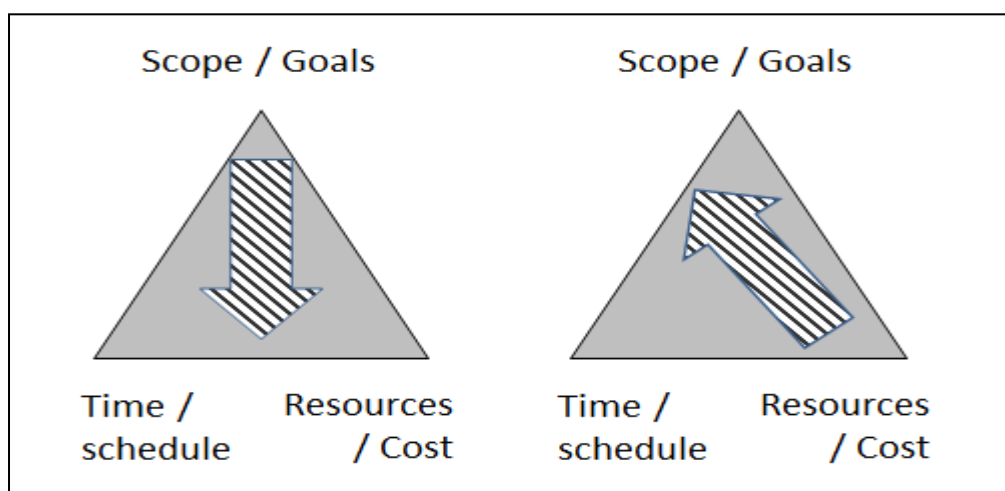 Scope / Goals
Time /
schedule
Resources
/ Cost
Scope / Goals
Time /
schedule
Resources
/ Cost